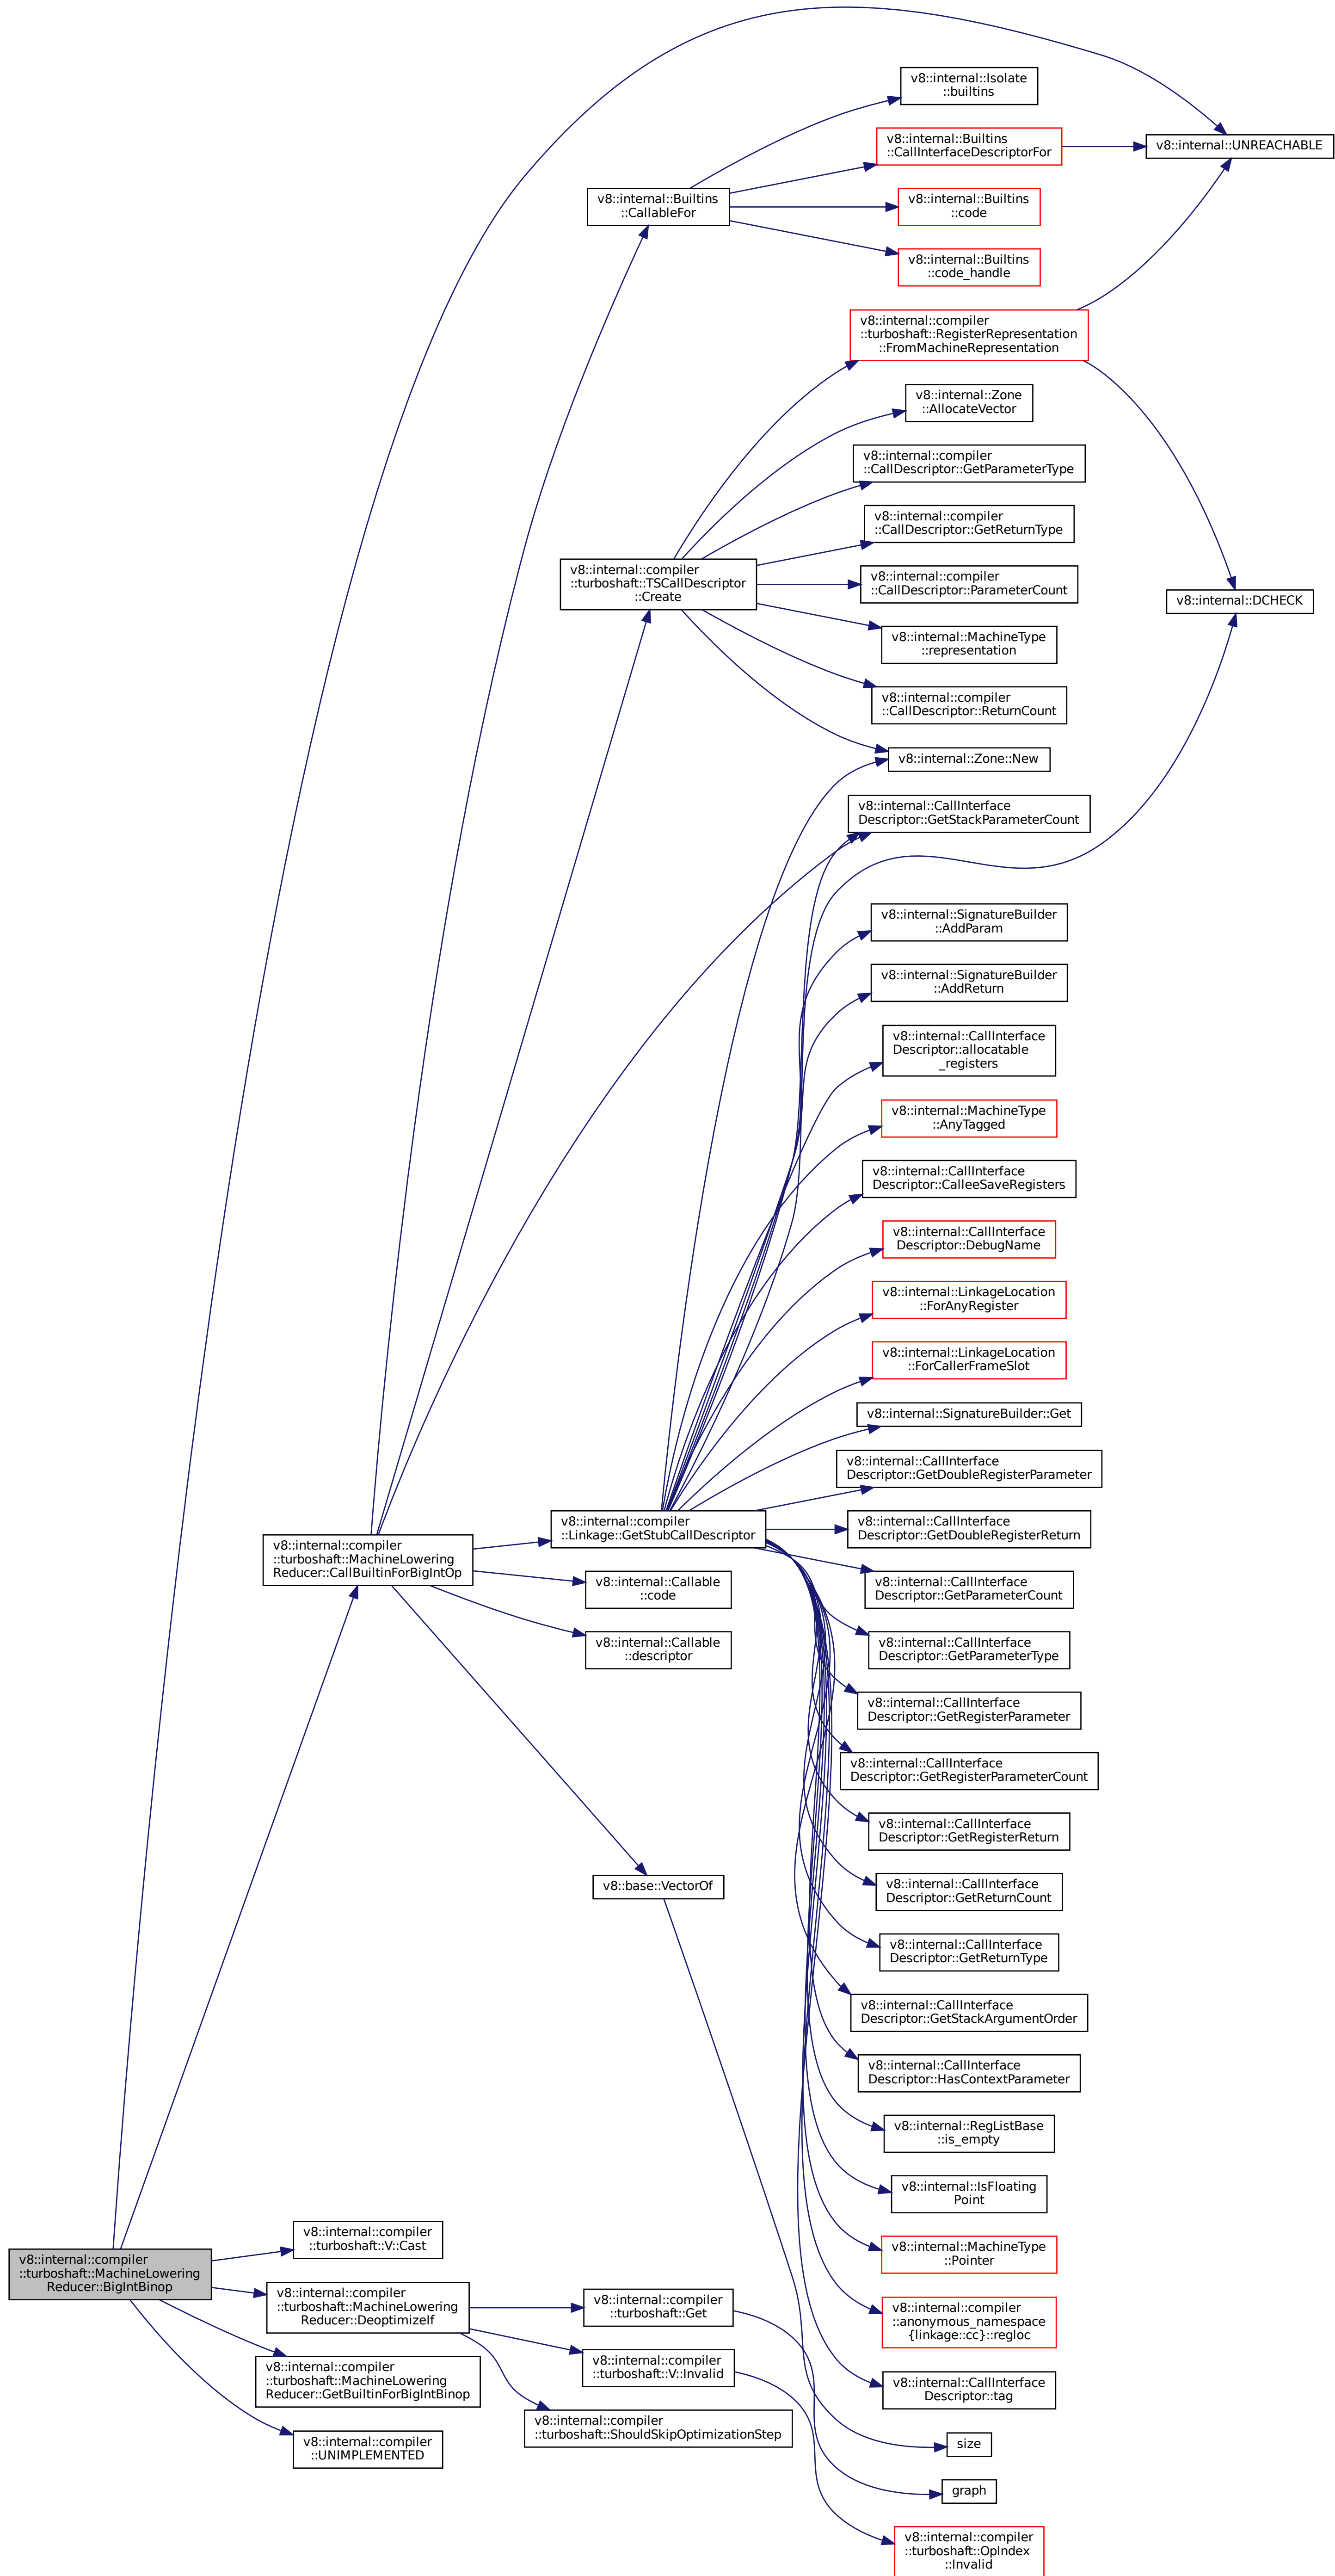 v8::internal::Isolate
::builtins
v8::internal::Builtins
::CallInterfaceDescriptorFor
v8::internal::UNREACHABLE
v8::internal::Builtins
::CallableFor
v8::internal::Builtins
::code
v8::internal::Builtins
::code_handle
v8::internal::compiler
::turboshaft::RegisterRepresentation
::FromMachineRepresentation
v8::internal::Zone
::AllocateVector
v8::internal::compiler
::CallDescriptor::GetParameterType
v8::internal::compiler
::CallDescriptor::GetReturnType
v8::internal::compiler
::turboshaft::TSCallDescriptor
::Create
v8::internal::compiler
::CallDescriptor::ParameterCount
v8::internal::DCHECK
v8::internal::MachineType
::representation
v8::internal::compiler
::CallDescriptor::ReturnCount
v8::internal::Zone::New
v8::internal::CallInterface
Descriptor::GetStackParameterCount
v8::internal::SignatureBuilder
::AddParam
v8::internal::SignatureBuilder
::AddReturn
v8::internal::CallInterface
Descriptor::allocatable
_registers
v8::internal::MachineType
::AnyTagged
v8::internal::CallInterface
Descriptor::CalleeSaveRegisters
v8::internal::CallInterface
Descriptor::DebugName
v8::internal::LinkageLocation
::ForAnyRegister
v8::internal::LinkageLocation
::ForCallerFrameSlot
v8::internal::SignatureBuilder::Get
v8::internal::CallInterface
Descriptor::GetDoubleRegisterParameter
v8::internal::compiler
::Linkage::GetStubCallDescriptor
v8::internal::CallInterface
Descriptor::GetDoubleRegisterReturn
v8::internal::compiler
::turboshaft::MachineLowering
Reducer::CallBuiltinForBigIntOp
v8::internal::Callable
::code
v8::internal::CallInterface
Descriptor::GetParameterCount
v8::internal::Callable
::descriptor
v8::internal::CallInterface
Descriptor::GetParameterType
v8::internal::CallInterface
Descriptor::GetRegisterParameter
v8::internal::CallInterface
Descriptor::GetRegisterParameterCount
v8::internal::CallInterface
Descriptor::GetRegisterReturn
v8::base::VectorOf
v8::internal::CallInterface
Descriptor::GetReturnCount
v8::internal::CallInterface
Descriptor::GetReturnType
v8::internal::CallInterface
Descriptor::GetStackArgumentOrder
v8::internal::CallInterface
Descriptor::HasContextParameter
v8::internal::RegListBase
::is_empty
v8::internal::IsFloating
Point
v8::internal::MachineType
::Pointer
v8::internal::compiler
::anonymous_namespace
{linkage::cc}::regloc
v8::internal::CallInterface
Descriptor::tag
v8::internal::compiler
::turboshaft::V::Cast
v8::internal::compiler
::turboshaft::MachineLowering
Reducer::BigIntBinop
v8::internal::compiler
::turboshaft::MachineLowering
Reducer::DeoptimizeIf
v8::internal::compiler
::turboshaft::Get
v8::internal::compiler
::turboshaft::V::Invalid
v8::internal::compiler
::turboshaft::MachineLowering
Reducer::GetBuiltinForBigIntBinop
v8::internal::compiler
::turboshaft::ShouldSkipOptimizationStep
v8::internal::compiler
::UNIMPLEMENTED
size
graph
v8::internal::compiler
::turboshaft::OpIndex
::Invalid